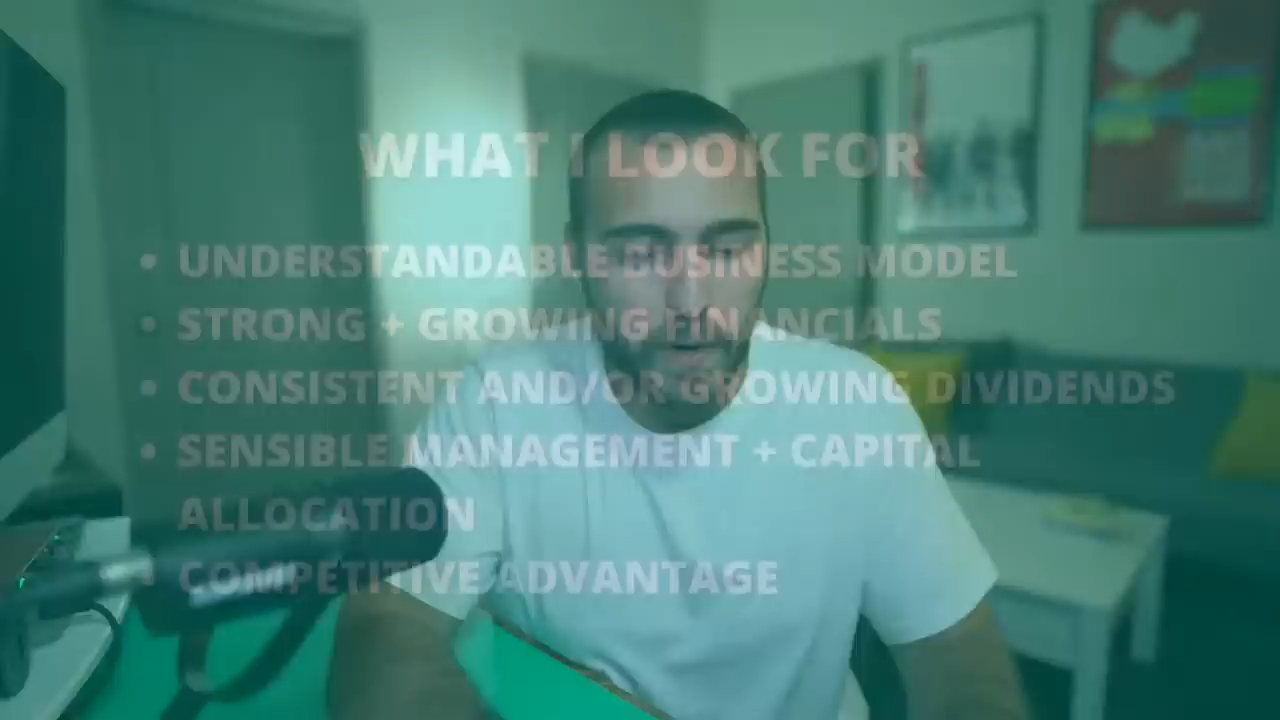 WHAT I LOOK FOR
• UNDERSTANDABLE BUSINESS MODEL
• STRONG + GROWING FINANCIALS
• CONSISTENT AND/OR GROWING DIVIDENDS
• SENSIBLE MANAGEMENT + CAPITAL
ALLOCATION
• COMPETITIVE ADVANTAGE